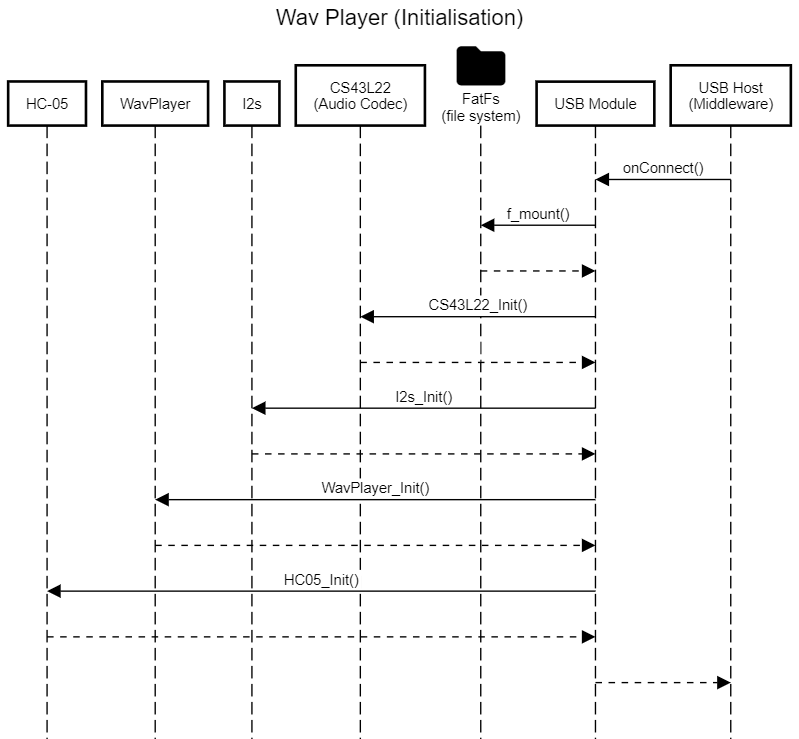 Wav Player (Initialisation)
HC-05
WavPlayer
I2s
CS43L22
(Audio Codec)
FatFs
(file system)
USB Module
USB Host
(Middleware)
onConnect()
f_mount()
CS43L22_Init()
I2s_Init()
WavPlayer_Init()
HC05_Init()